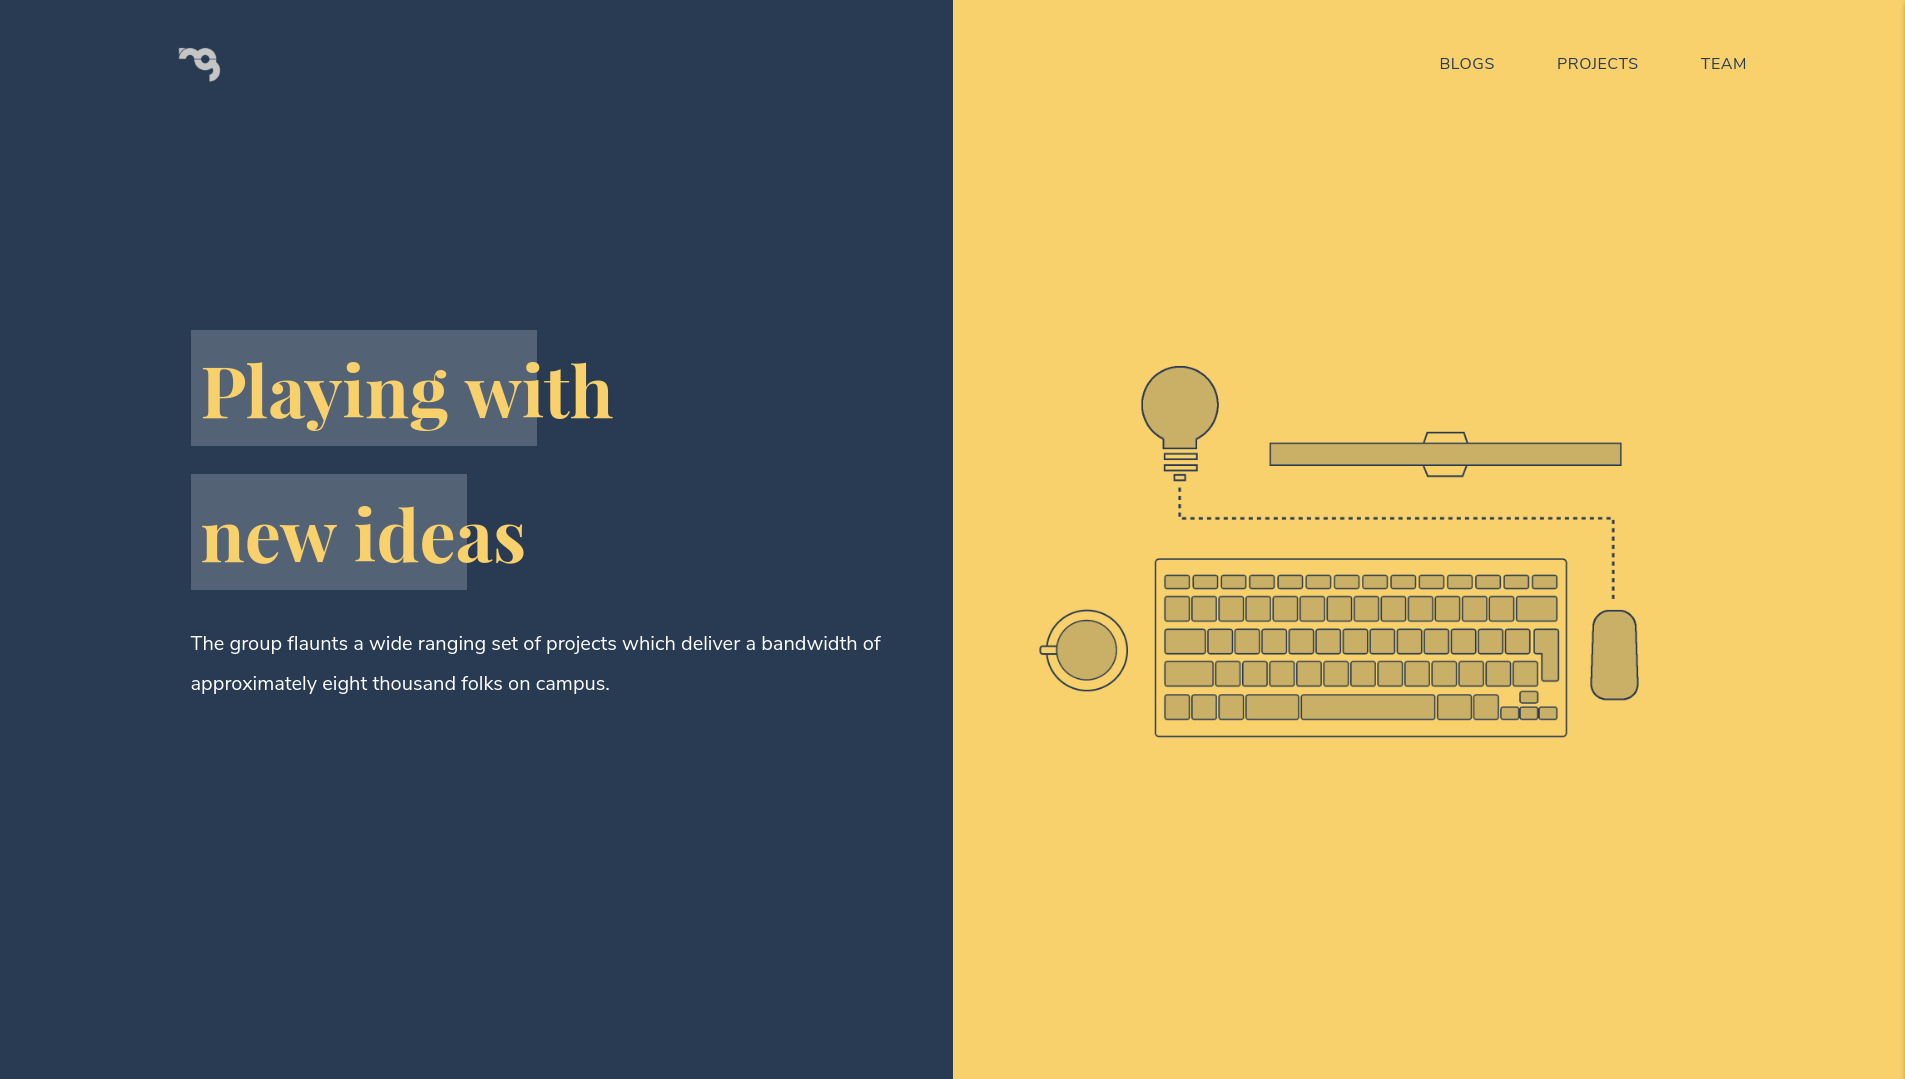 BLOGS PROJECTS TEAM
Playing with
new ideas
The group flaunts a wide ranging set of projects which deliver a bandwidth of
approximately eight thousand folks on campus.